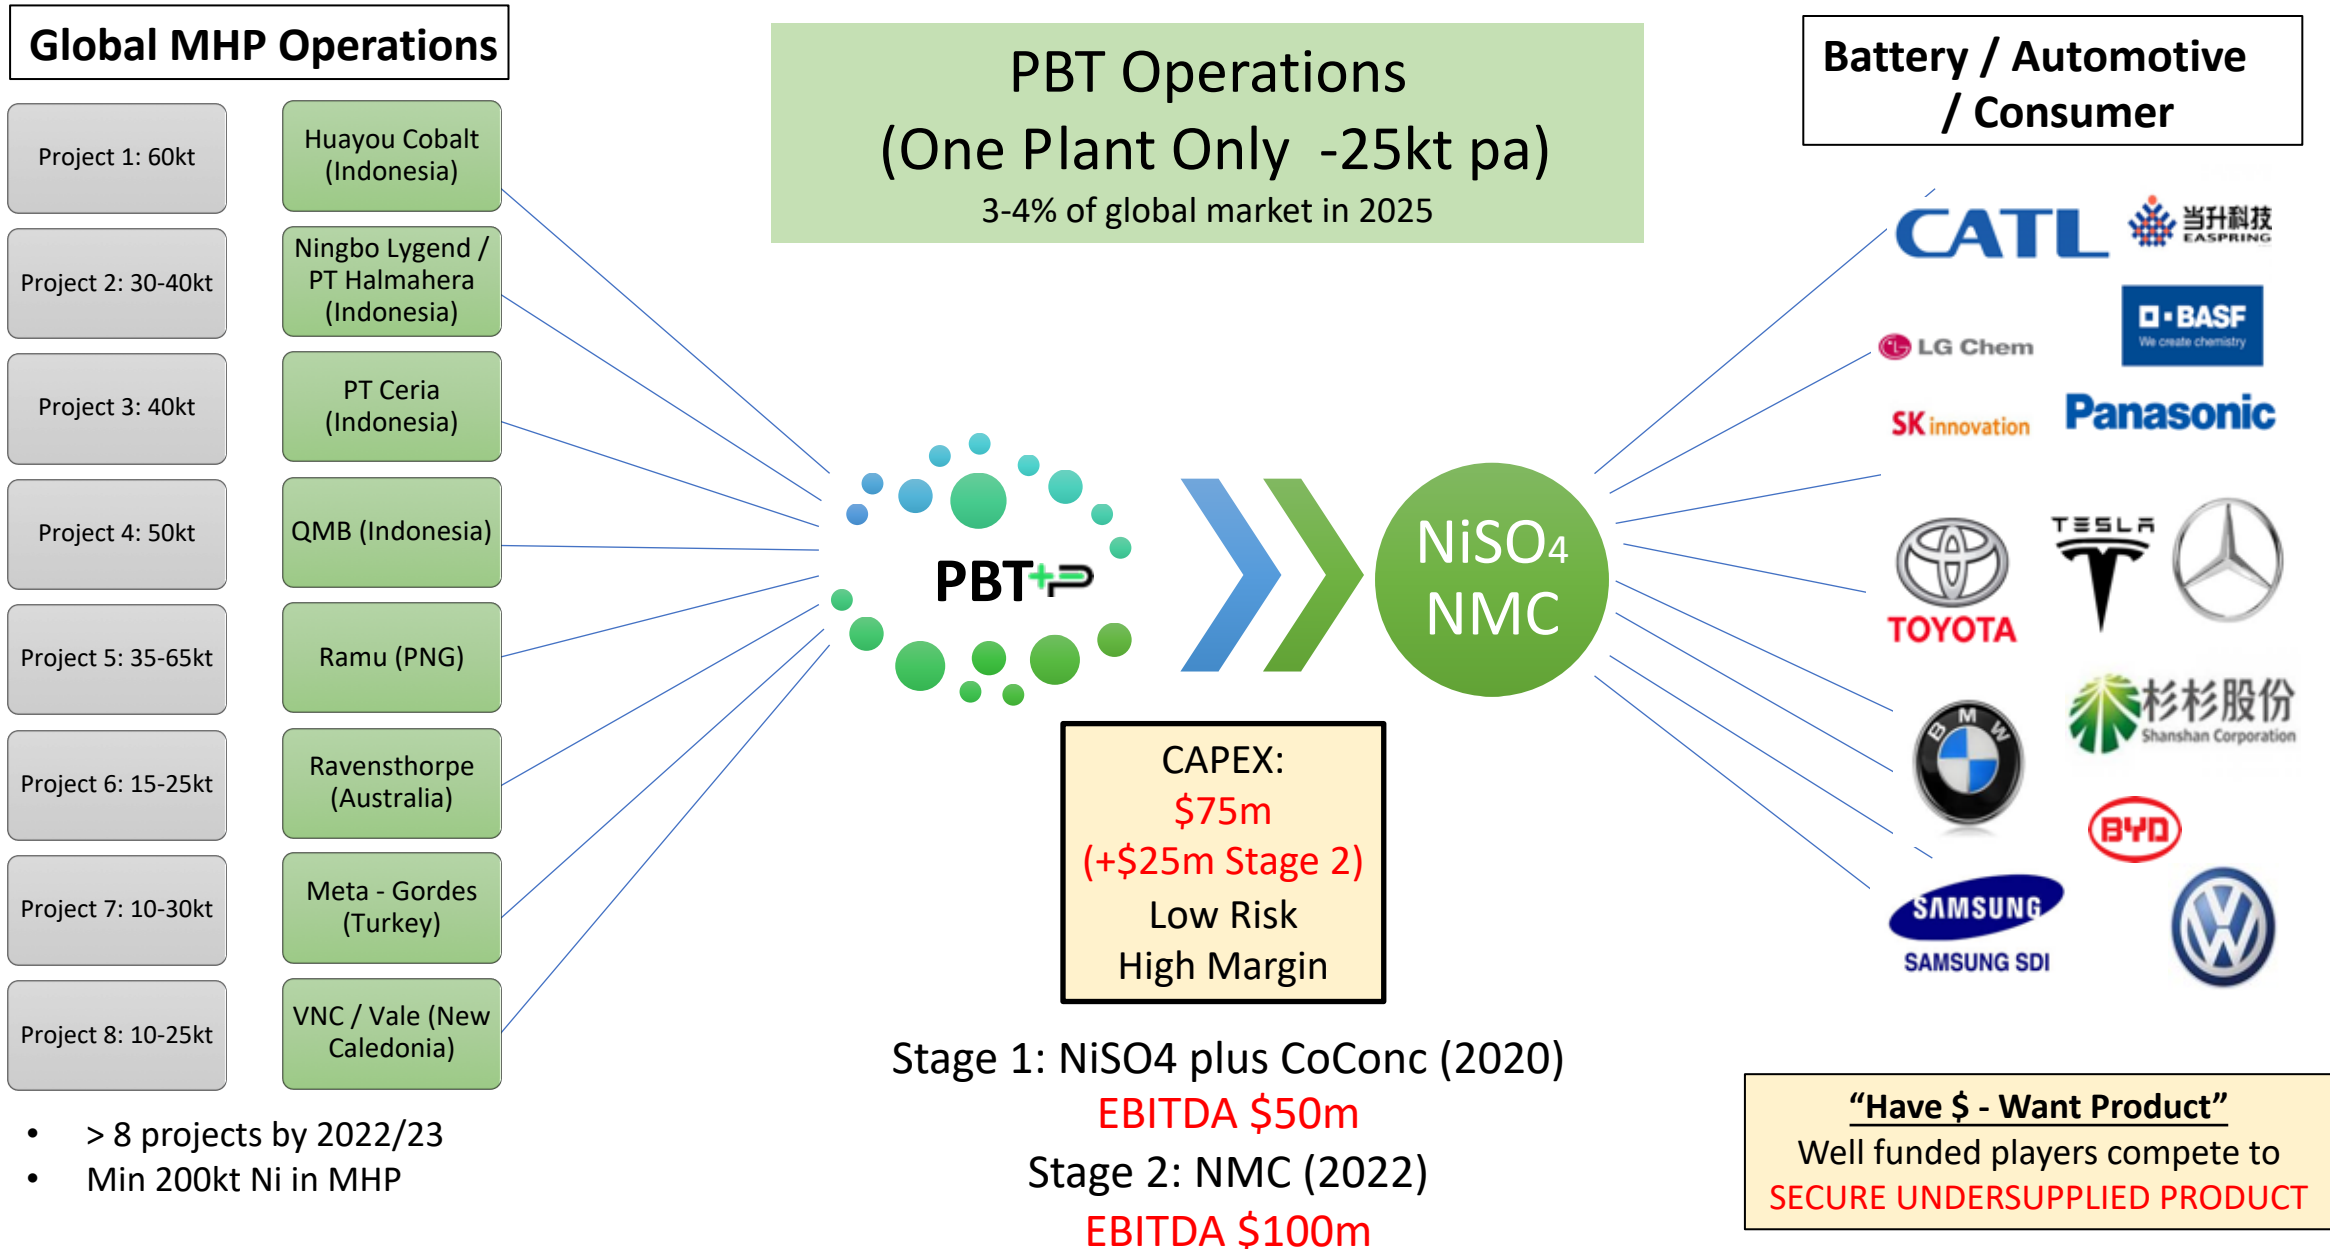 Global MHP Operations
Project 1: 60kt
Huayou Cobalt
(Indonesia)
Project 2: 30-40kt
Ningbo Lygend /
PT Halmahera
(Indonesia)
Project 3: 40kt
PT Ceria
(Indonesia)
Project 4: 50kt
QMB (Indonesia)
Project 5: 35-65kt
Ramu (PNG)
Project 6: 15-25kt
Ravensthorpe
(Australia)
Project 7: 10-30kt
Meta - Gordes
(Turkey)
Project 8: 10-25kt
VNC / Vale (New
Caledonia)
• > 8 projects by 2022/23
• Min 200kt Ni in MHP
PBT Operations
(One Plant Only -25kt pa)
3-4% of global market in 2025
PBT
NiSO4
NMC
CAPEX:
$75m
(+$25m Stage 2)
Low Risk
High Margin
Stage 1: NiSO4 plus CoConc (2020)
EBITDA $50m
Stage 2: NMC (2022)
EBITDA $100m
Battery / Automotive
/ Consumer
CATL
当升科技
EASPRING
LG Chem
BASF
We create chemistry
SK innovation
Panasonic
TOYOTA
TESLA
BMW
杉杉股份
Shanshan Corporation
BYD
SAMSUNG
SAMSUNG SDI
"Have $ - Want Product"
Well funded players compete to
SECURE UNDERSUPPLIED PRODUCT